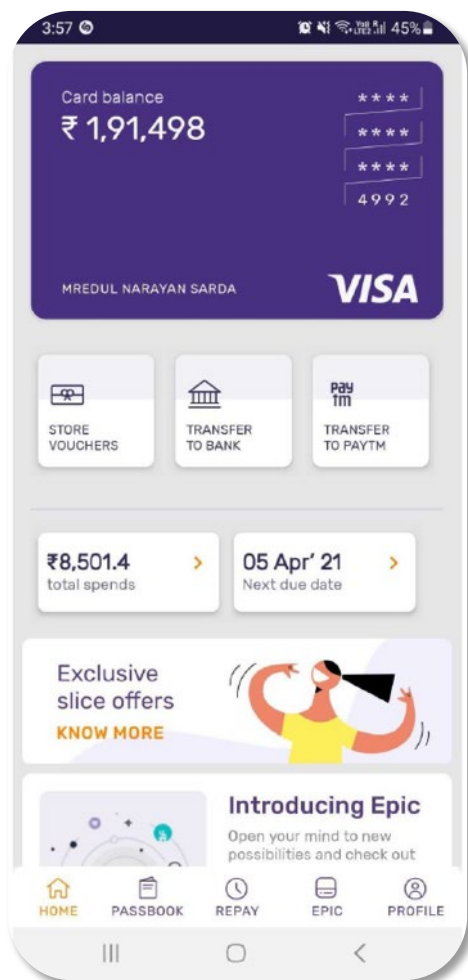 3:57 45%
Card balance
₹ 1,91,498
****
****
****
4992
MREDUL NARAYAN SARDA
VISA
STORE
VOUCHERS
TRANSFER
TO BANK
Pay
tm
TRANSFER
TO PAYTM
₹8,501.4
total spends
05 Apr' 21
Next due date
Exclusive
slice offers
KNOW MORE
Introducing Epic
Open your mind to new
possibilities and check out
HOME PASSBOOK REPAY EPIC PROFILE